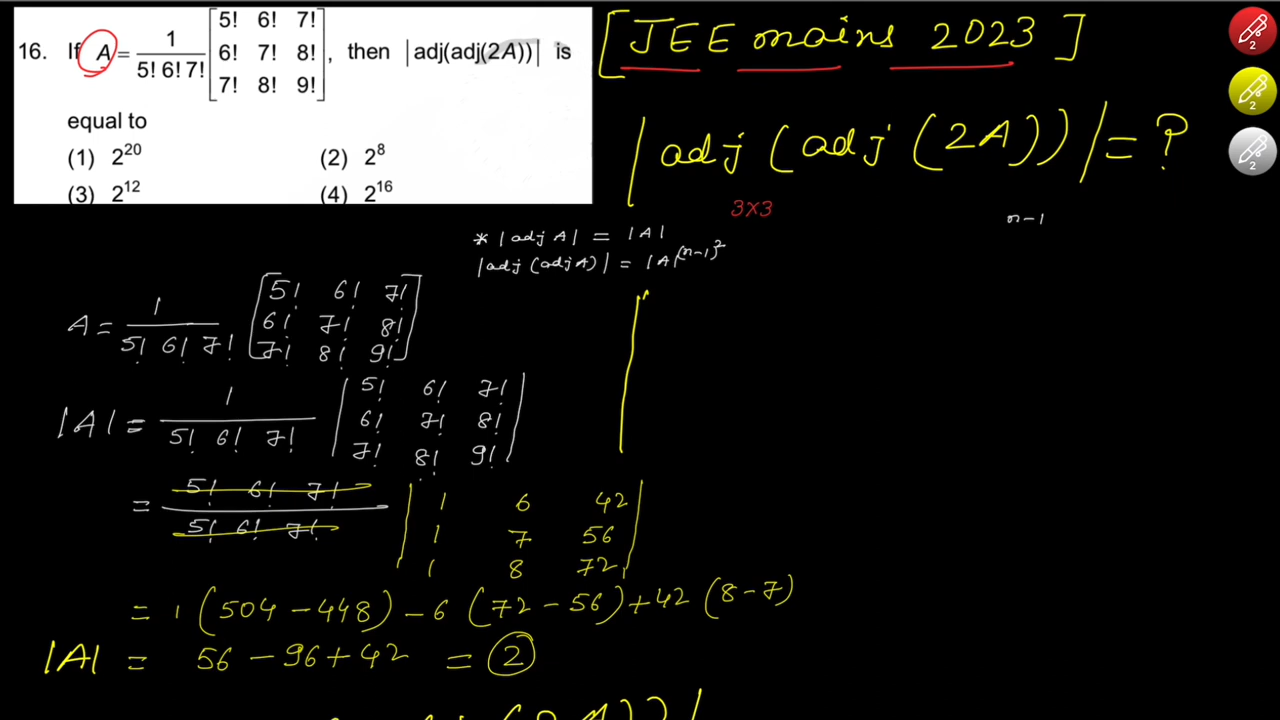 16. If A = 1/(5! 6! 7!) [5! 6! 7!; 6! 7! 8!; 7! 8! 9!], then |adj(adj(2A))| is
equal to
(1) 2^20 (2) 2^8
(3) 2^12 (4) 2^16
[JEE mains 2023]
|adj(adj(2A))| = ?
3×3
n-1
* |adj A| = |A|
|adj(adj A)| = |A|^(n-1)^2
A = 1/(5! 6! 7!) [5! 6! 7!; 6! 7! 8!; 7! 8! 9!]
|A| = 1/(5! 6! 7!) |5! 6! 7!; 6! 7! 8!; 7! 8! 9!|
= (5! 6! 7!)/(5! 6! 7!) |1 6 42; 1 7 56; 1 8 72|
= 1(504-448)-6(72-56)+42(8-7)
|A| = 56-96+42 = 2
2
2
2